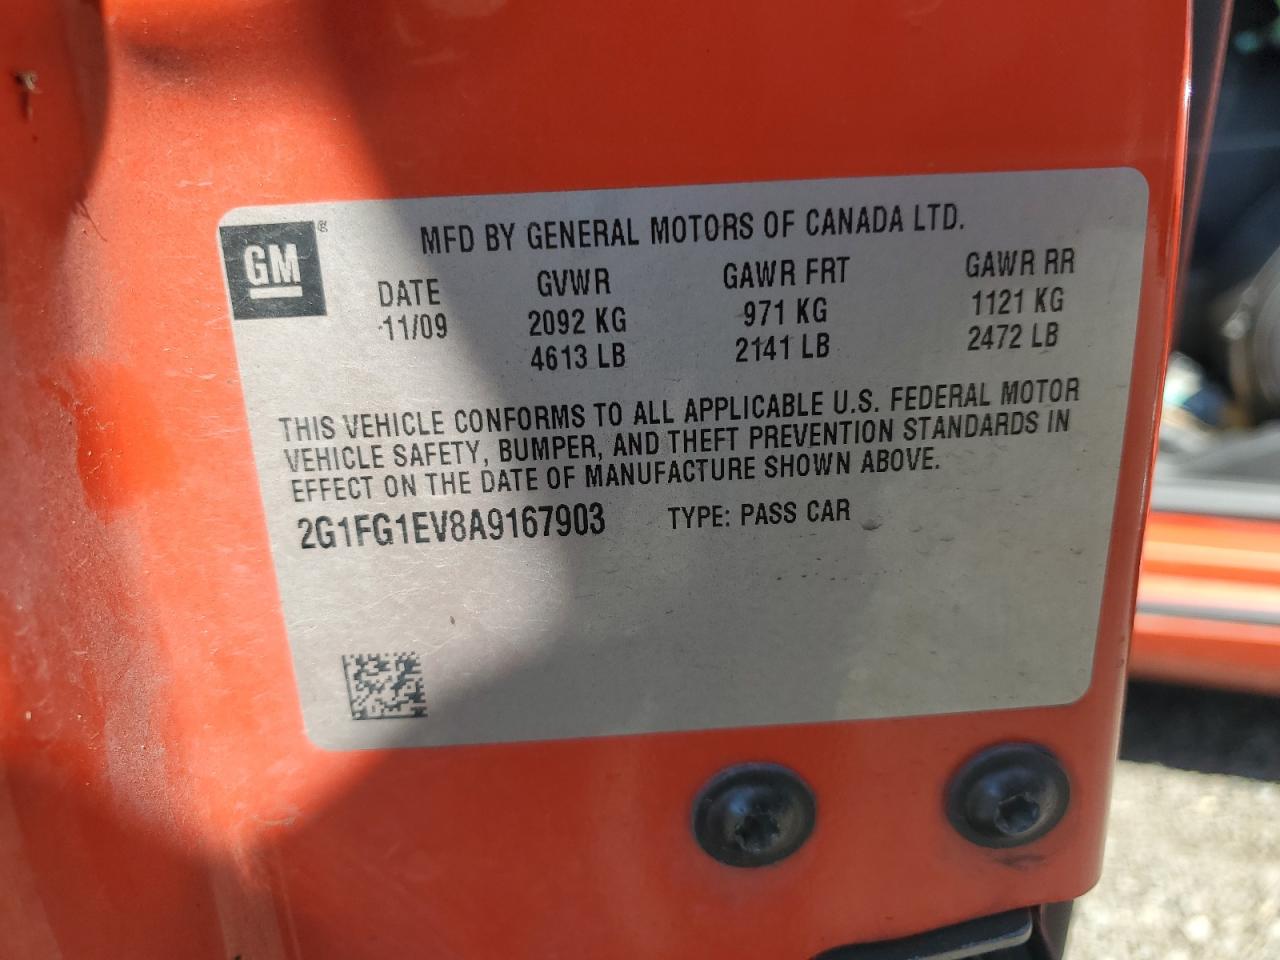 GM ®
MFD BY GENERAL MOTORS OF CANADA LTD.
DATE GVWR GAWR FRT GAWR RR
11/09 2092 KG 971 KG 1121 KG
4613 LB 2141 LB 2472 LB
THIS VEHICLE CONFORMS TO ALL APPLICABLE U.S. FEDERAL MOTOR
VEHICLE SAFETY, BUMPER, AND THEFT PREVENTION STANDARDS IN
EFFECT ON THE DATE OF MANUFACTURE SHOWN ABOVE.
2G1FG1EV8A9167903 TYPE: PASS CAR